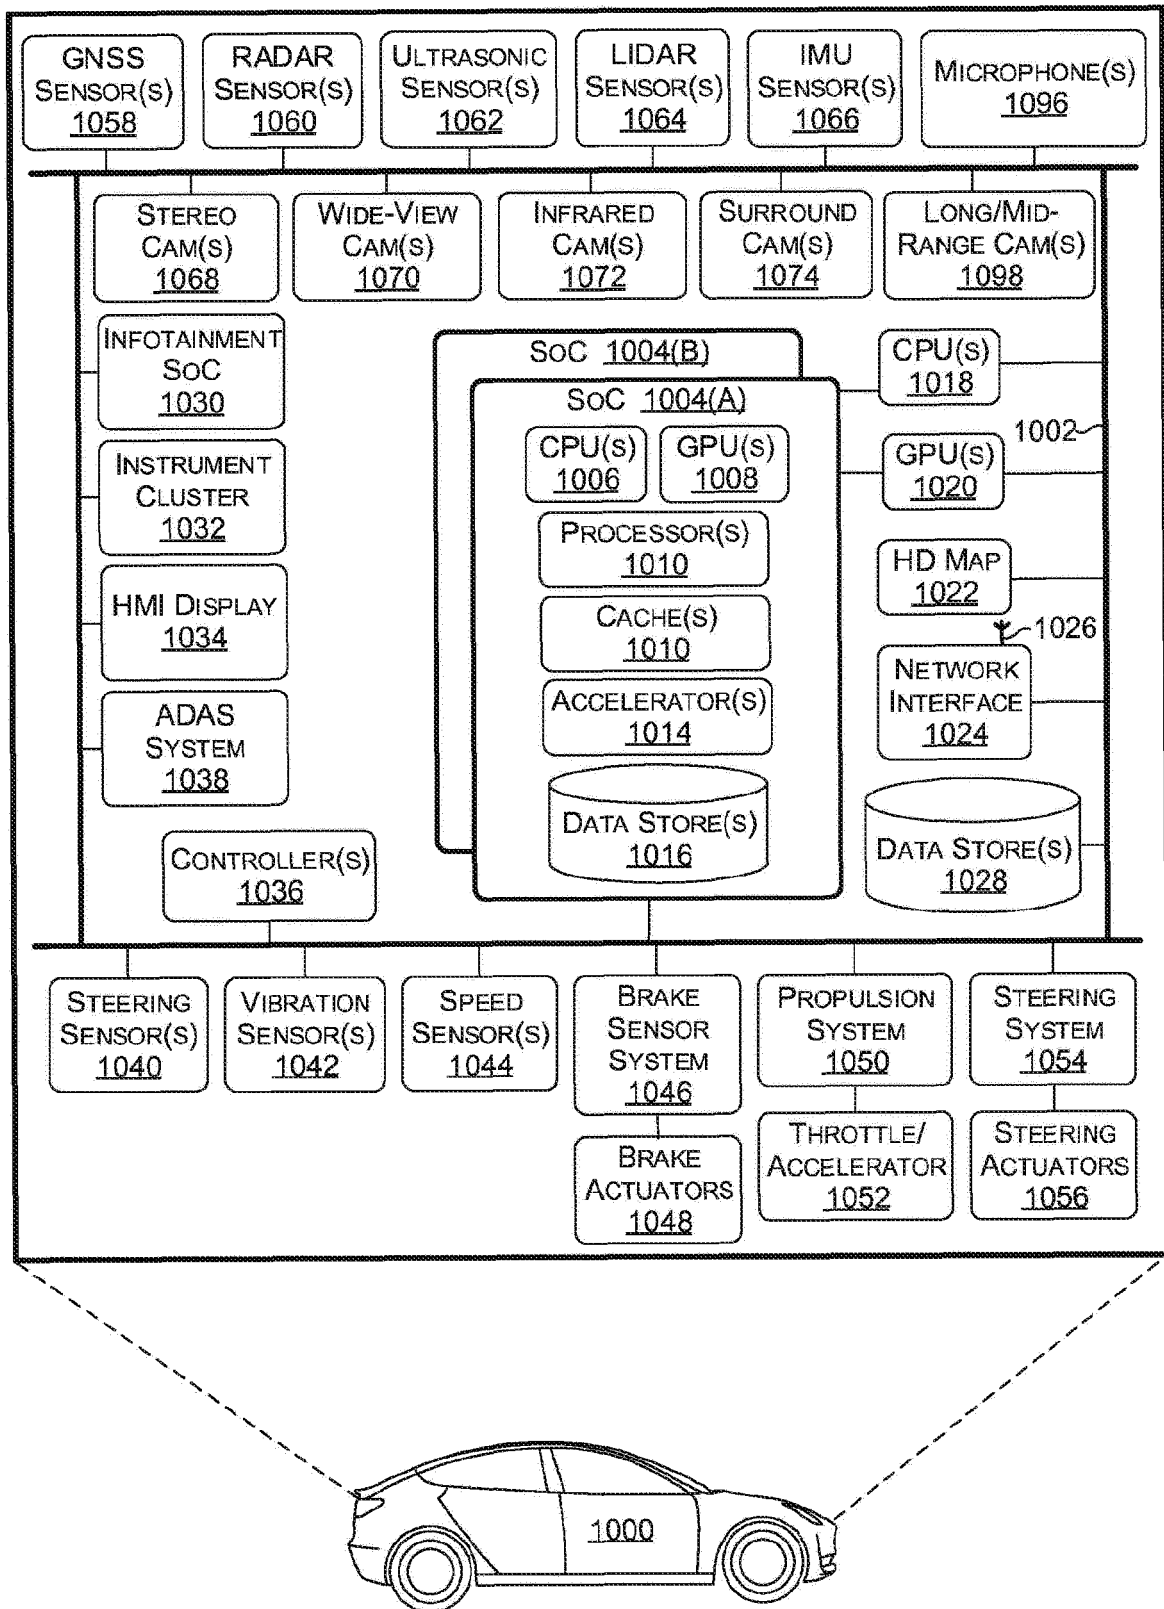 GNSS
SENSOR(S)
1058
RADAR
SENSOR(S)
1060
ULTRASONIC
SENSOR(S)
1062
LIDAR
SENSOR(S)
1064
IMU
SENSOR(S)
1066
MICROPHONE(S)
1096
STEREO
CAM(S)
1068
WIDE-VIEW
CAM(S)
1070
INFRARED
CAM(S)
1072
SURROUND
CAM(S)
1074
LONG/MID-
RANGE CAM(S)
1098
INFOTAINMENT
SOC
1030
INSTRUMENT
CLUSTER
1032
HMI DISPLAY
1034
ADAS
SYSTEM
1038
CONTROLLER(S)
1036
SOC 1004(B)
SOC 1004(A)
CPU(S)
1006
GPU(S)
1008
PROCESSOR(S)
1010
CACHE(S)
1010
ACCELERATOR(S)
1014
DATA STORE(S)
1016
CPU(S)
1018
1002
GPU(S)
1020
HD MAP
1022
1026
NETWORK
INTERFACE
1024
DATA STORE(S)
1028
STEERING
SENSOR(S)
1040
VIBRATION
SENSOR(S)
1042
SPEED
SENSOR(S)
1044
BRAKE
SENSOR
SYSTEM
1046
PROPULSION
SYSTEM
1050
STEERING
SYSTEM
1054
BRAKE
ACTUATORS
1048
THROTTLE/
ACCELERATOR
1052
STEERING
ACTUATORS
1056
1000